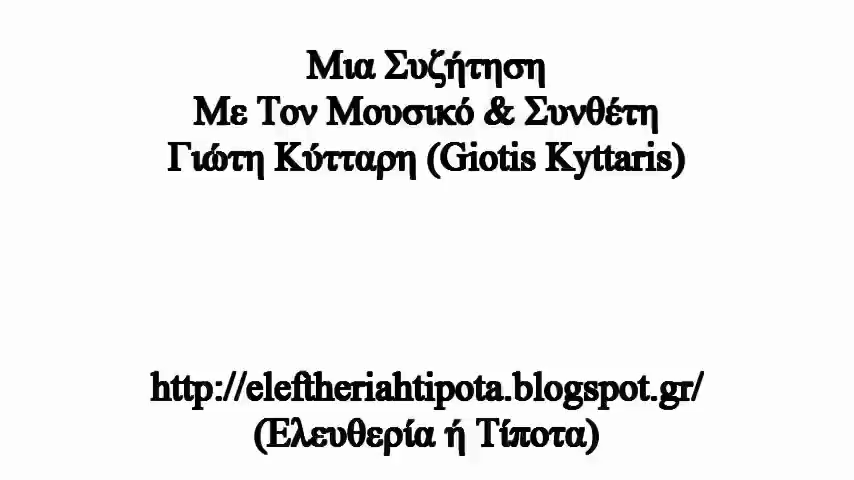 Μια Συζήτηση
Με Τον Μουσικό & Συνθέτη
Γιώτη Κύτταρη (Giotis Kyttaris)
http://eleftheriahtipota.blogspot.gr/
(Ελευθερία ή Τίποτα)